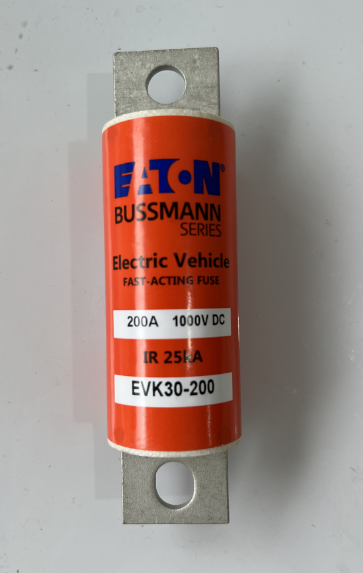 EATON®
BUSSMANN
SERIES
Electric Vehicle
FAST-ACTING FUSE
200A 1000V DC
IR 25kA
EVK30-200